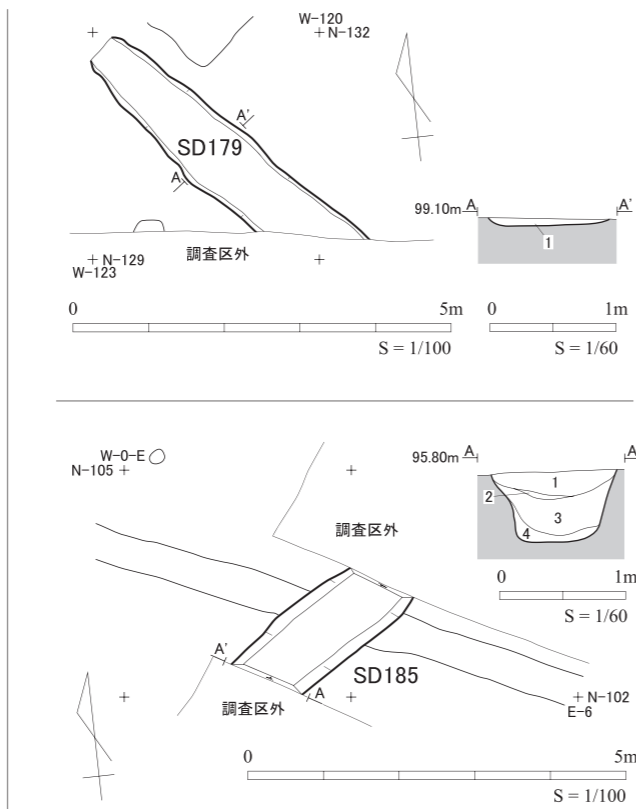 W-120
N-132
A'
SD179
A
99.10m A A'
1
調査区外
N-129
W-123
0 5m
S = 1/100
0 1m
S = 1/60
W-0-E
N-105
95.80m A A
1
2
3
4
調査区外
0 1m
S = 1/60
A'
SD185
A
調査区外
N-102
E-6
0 5m
S = 1/100